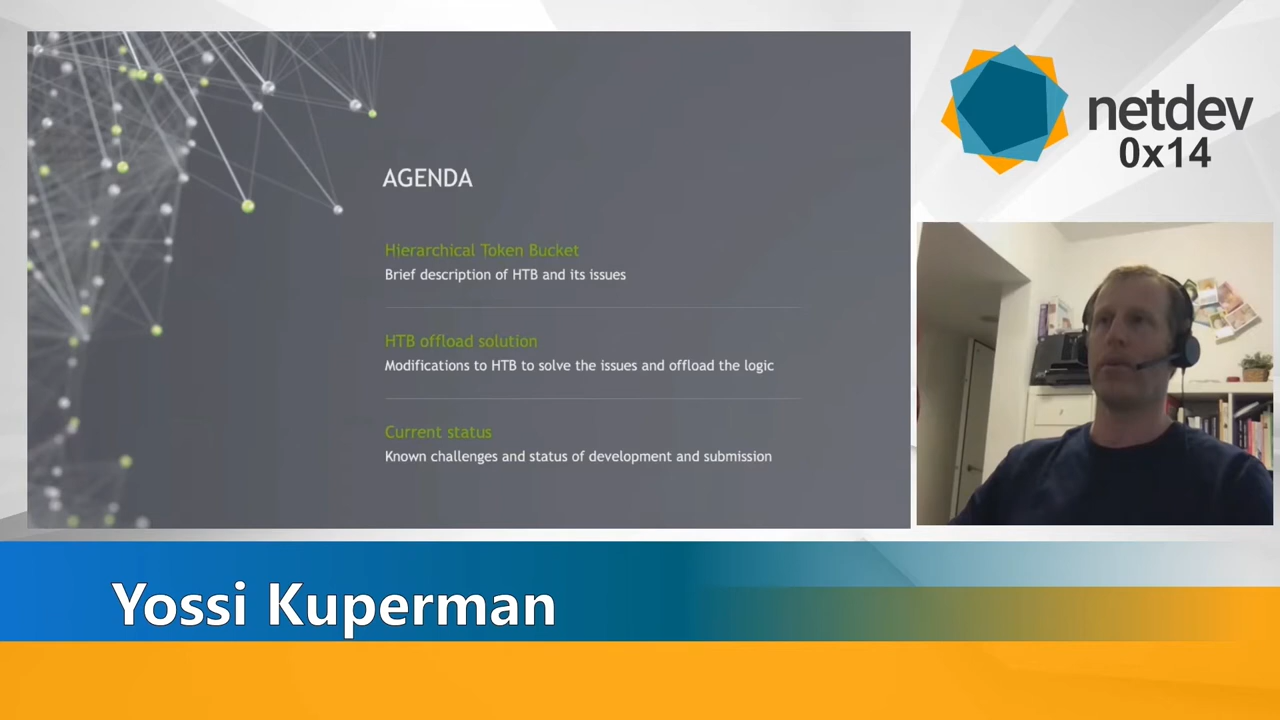 AGENDA
Hierarchical Token Bucket
Brief description of HTB and its issues
HTB offload solution
Modifications to HTB to solve the issues and offload the logic
Current status
Known challenges and status of development and submission
netdev
0x14
Yossi Kuperman